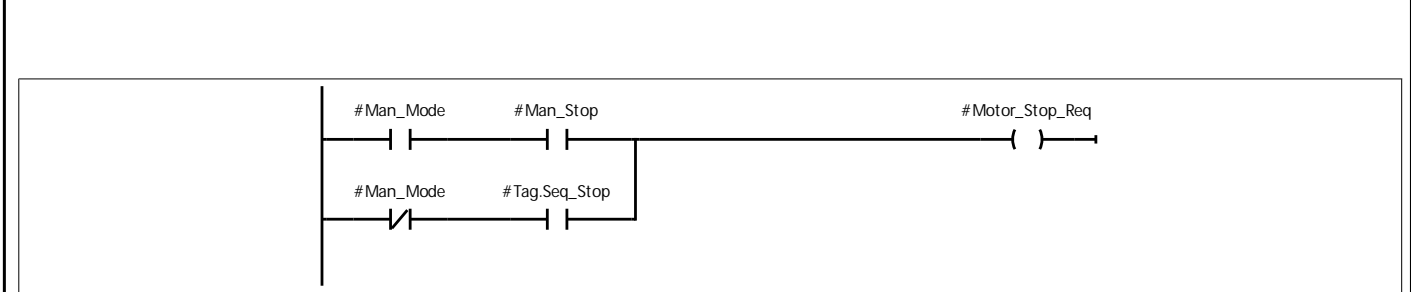 #Man_Mode #Man_Stop #Motor_Stop_Req
#Man_Mode #Tag.Seq_Stop